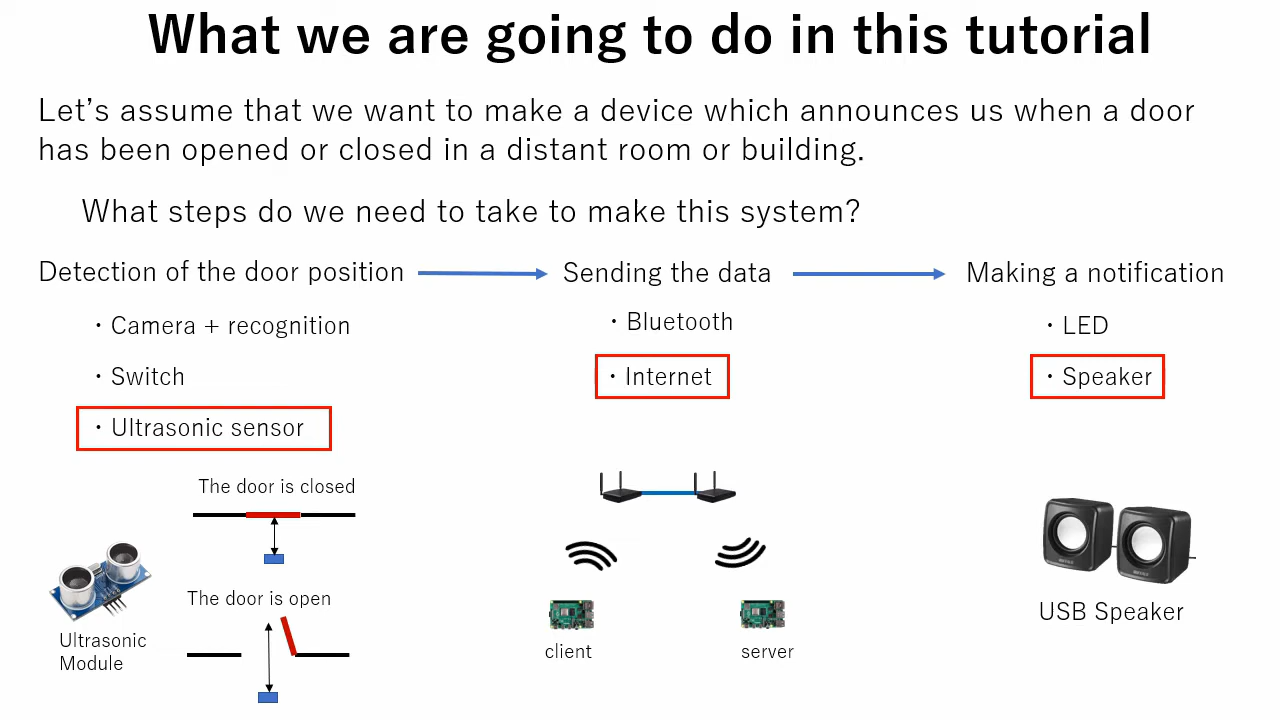 What we are going to do in this tutorial
Let’s assume that we want to make a device which announces us when a door
has been opened or closed in a distant room or building.
What steps do we need to take to make this system?
Detection of the door position
Sending the data
Making a notification
・Camera + recognition
・Bluetooth
・LED
・Switch
・Internet
・Speaker
・Ultrasonic sensor
The door is closed
The door is open
Ultrasonic
Module
client
server
USB Speaker